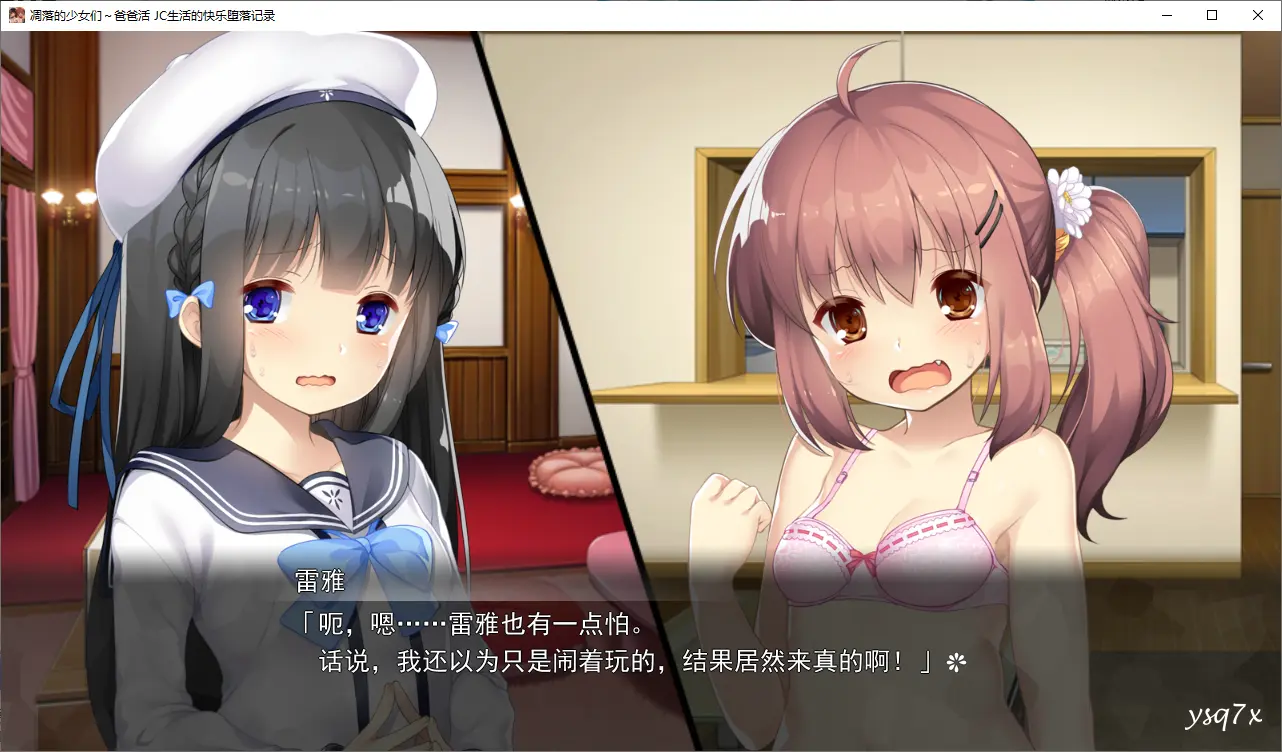 凋落的少女们～爸爸活 JC生活的快乐堕落记录
雷雅
「呃，嗯……雷雅也有一点怕。
话说，我还以为只是闹着玩的，结果居然来真的啊！」
ysq7x